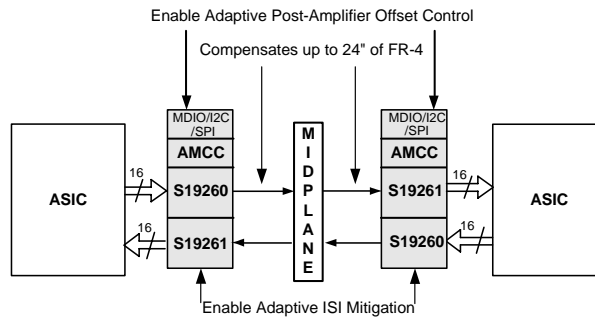 Enable Adaptive Post-Amplifier Offset Control
Compensates up to 24" of FR-4
MDIO/I2C
/SPI
AMCC
S19260
S19261
ASIC
16
16
MIDPLANE
MDIO/I2C
/SPI
AMCC
S19261
S19260
16
16
ASIC
Enable Adaptive ISI Mitigation